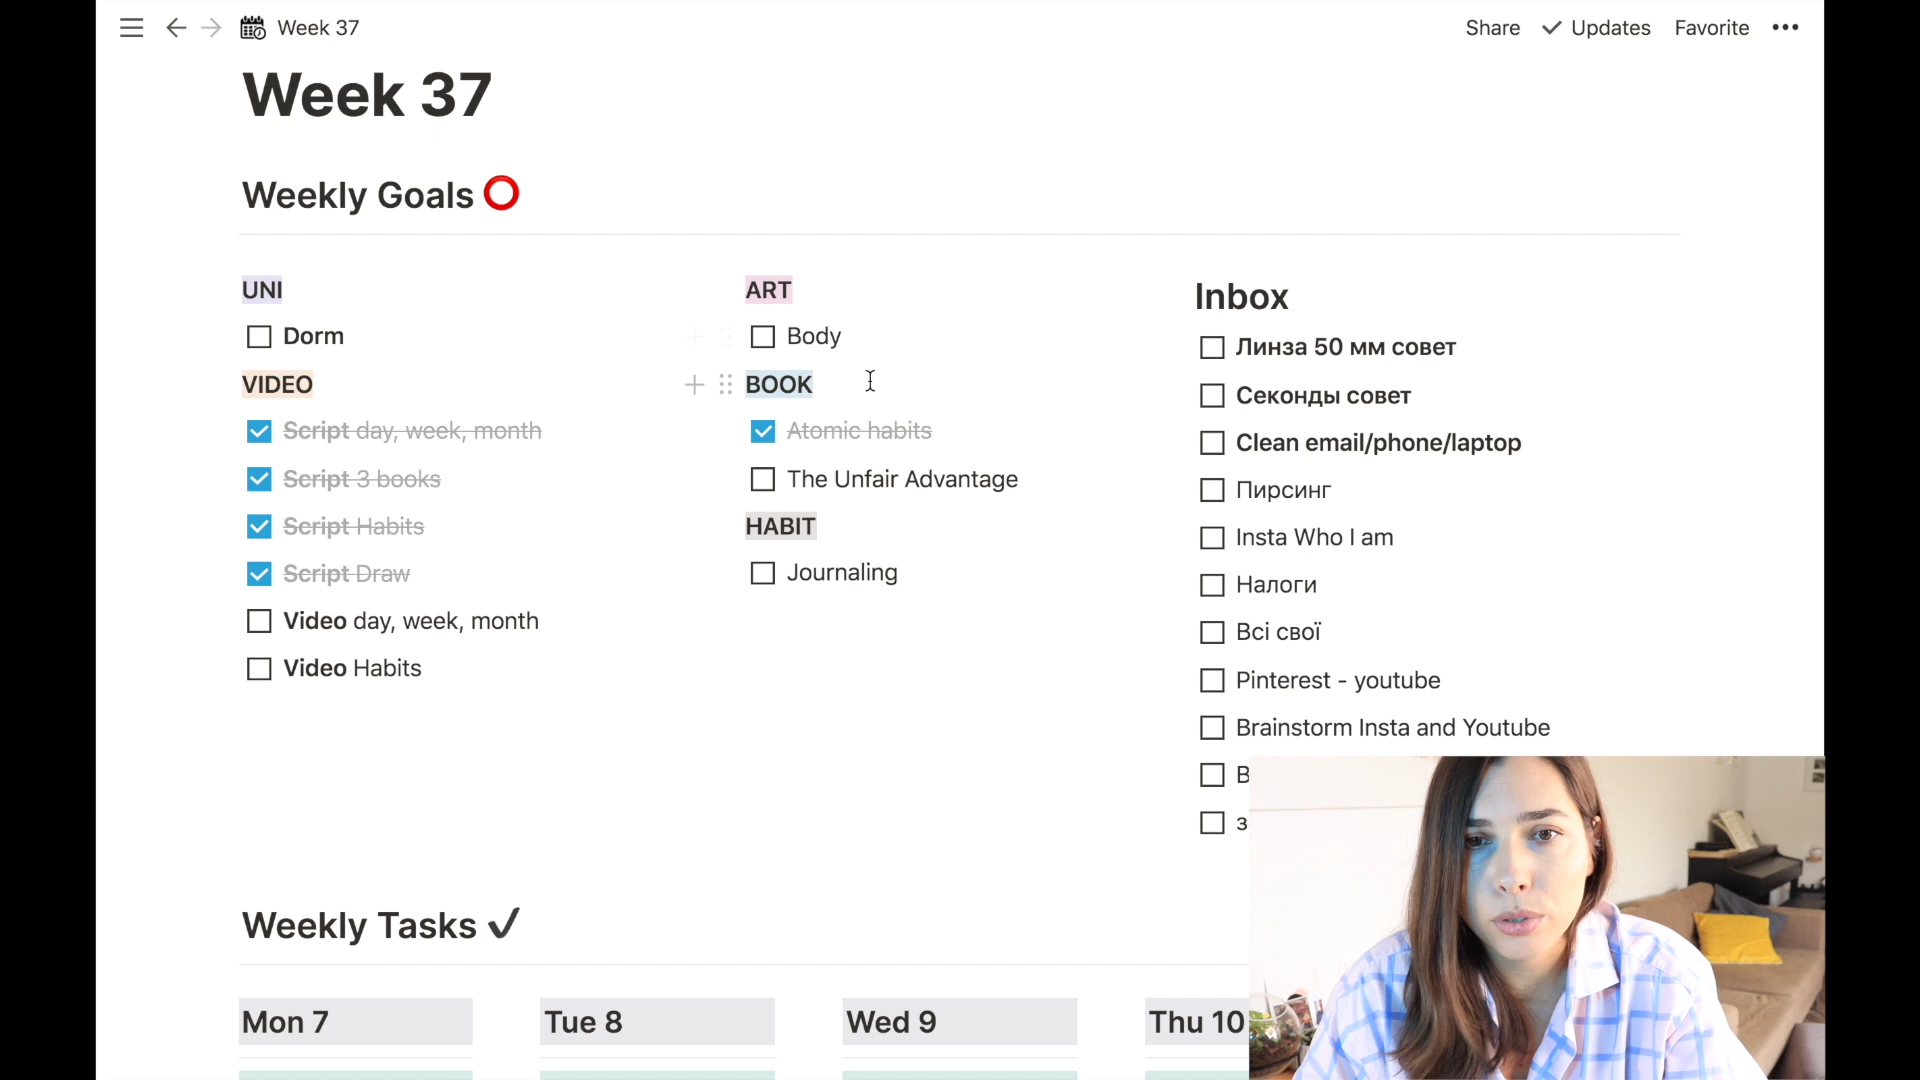 Week 37
Share
Updates
Favorite
Week 37
Weekly Goals
UNI
Dorm
VIDEO
Script day, week, month
Script 3 books
Script Habits
Script Draw
Video day, week, month
Video Habits
ART
Body
BOOK
Atomic habits
The Unfair Advantage
HABIT
Journaling
Inbox
Линза 50 мм совет
Секонды совет
Clean email/phone/laptop
Пирсинг
Insta Who I am
Налоги
Всі свої
Pinterest - youtube
Brainstorm Insta and Youtube
Weekly Tasks
Mon 7
Tue 8
Wed 9
Thu 10